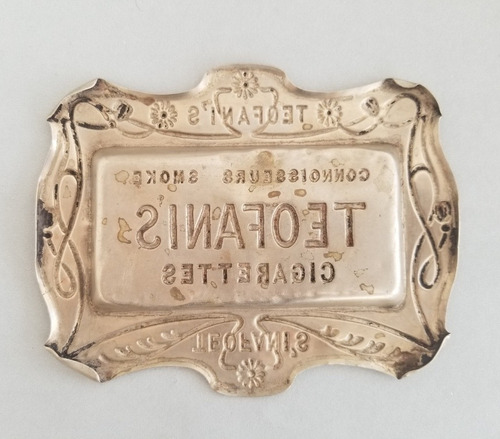 TEOFANI'S
CONNOISSEURS SMOKE
TEOFANI'S
CIGARETTES
TEOFANI'S